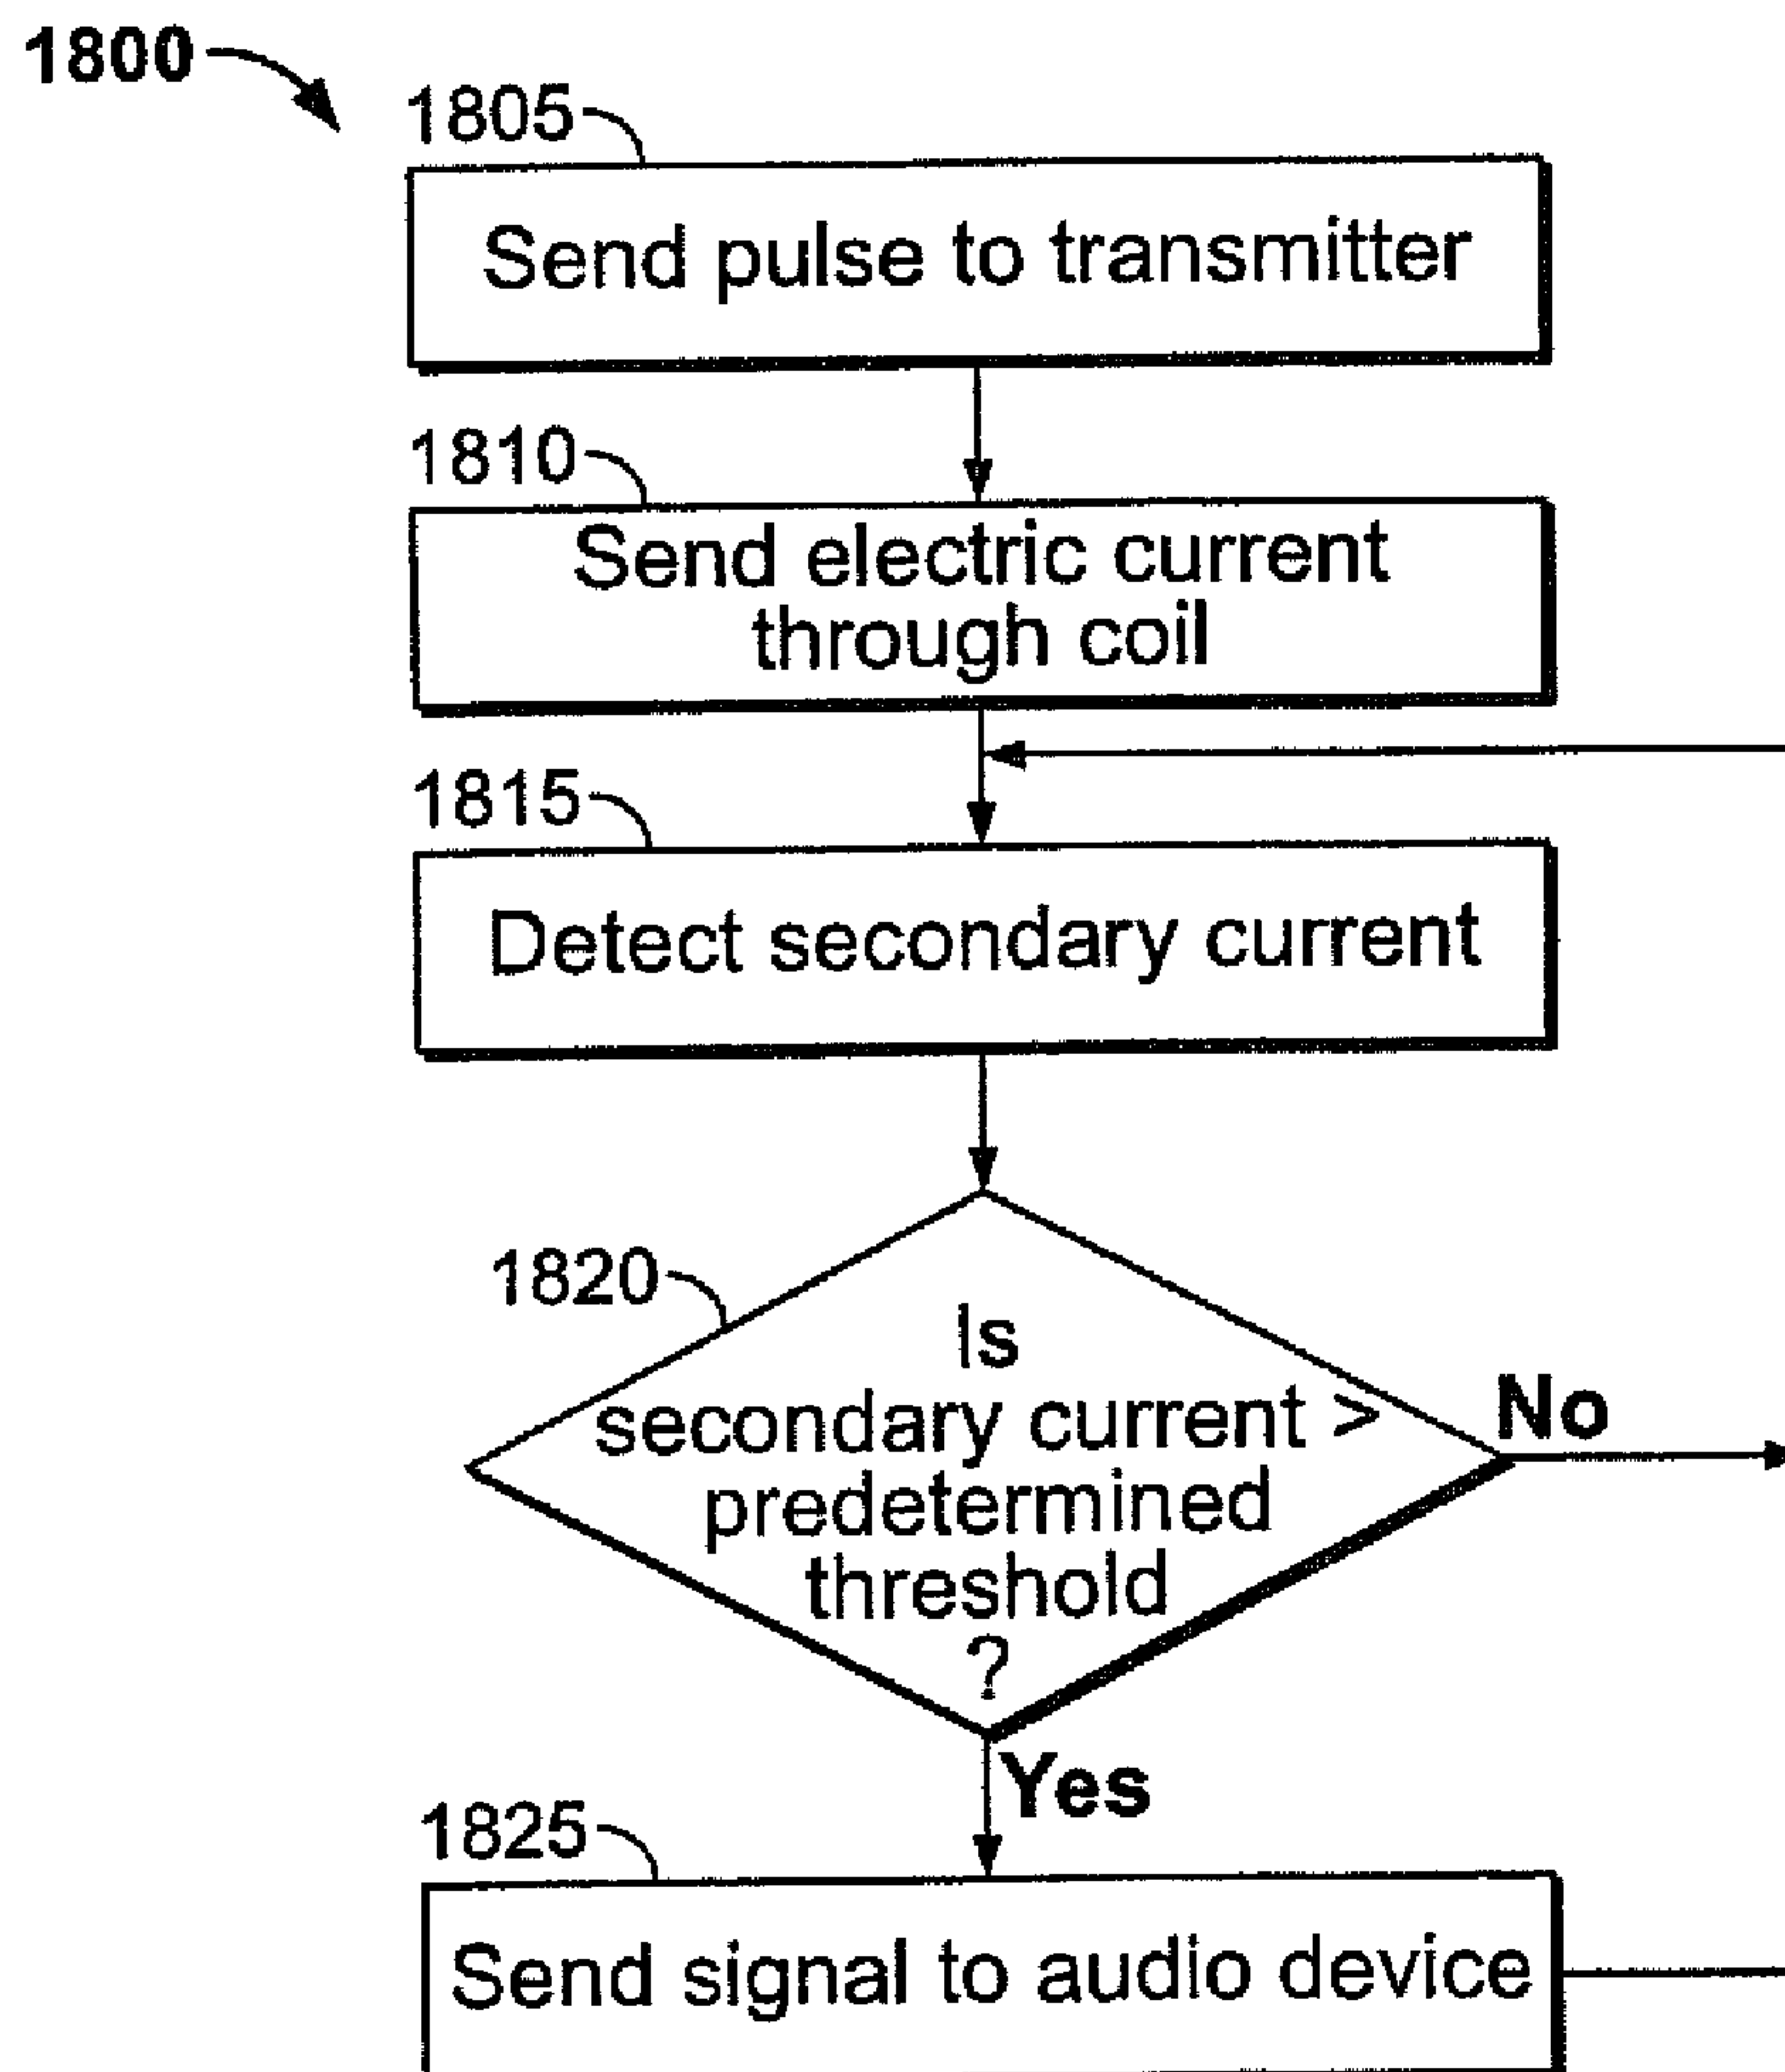 1800
1805
Send pulse to transmitter
1810
Send electric current
through coil
1815
Detect secondary current
1820
Is
secondary current >
predetermined
threshold
?
No
Yes
1825
Send signal to audio device